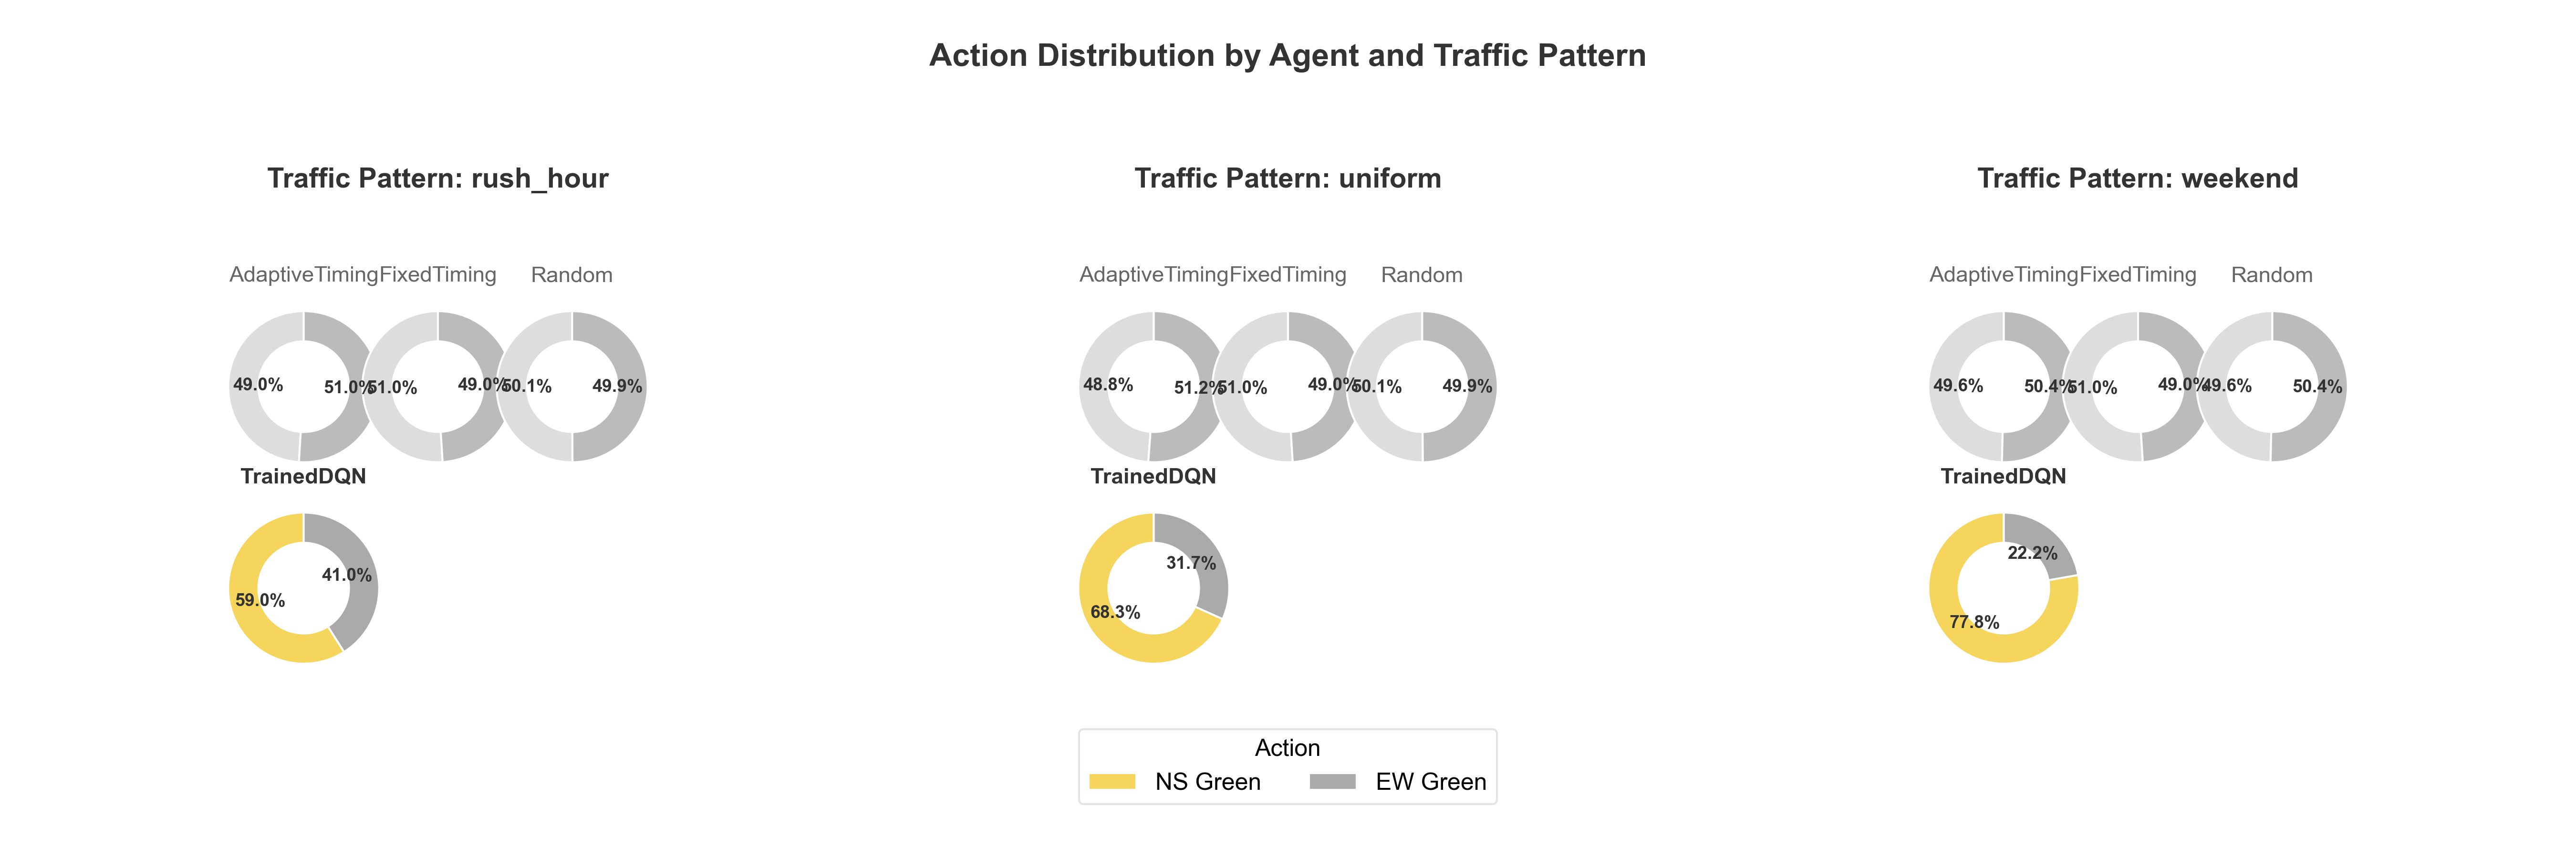 Action Distribution by Agent and Traffic Pattern
Traffic Pattern: rush_hour
AdaptiveTiming FixedTiming Random
49.0% 51.0% 51.0% 49.0% 50.1% 49.9%
TrainedDQN
41.0%
59.0%
Traffic Pattern: uniform
AdaptiveTiming FixedTiming Random
48.8% 51.2% 51.0% 49.0% 50.1% 49.9%
TrainedDQN
31.7%
68.3%
Traffic Pattern: weekend
AdaptiveTiming FixedTiming Random
49.6% 50.4% 51.0% 49.0% 49.6% 50.4%
TrainedDQN
22.2%
77.8%
Action
NS Green EW Green